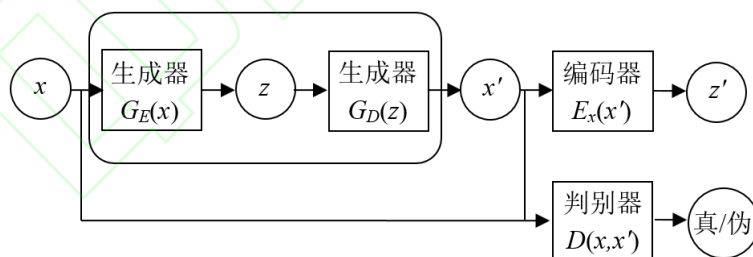 x
生成器
G_E(x)
z
生成器
G_D(z)
x′
编码器
E_x(x′)
z′
判别器
D(x,x′)
真/伪